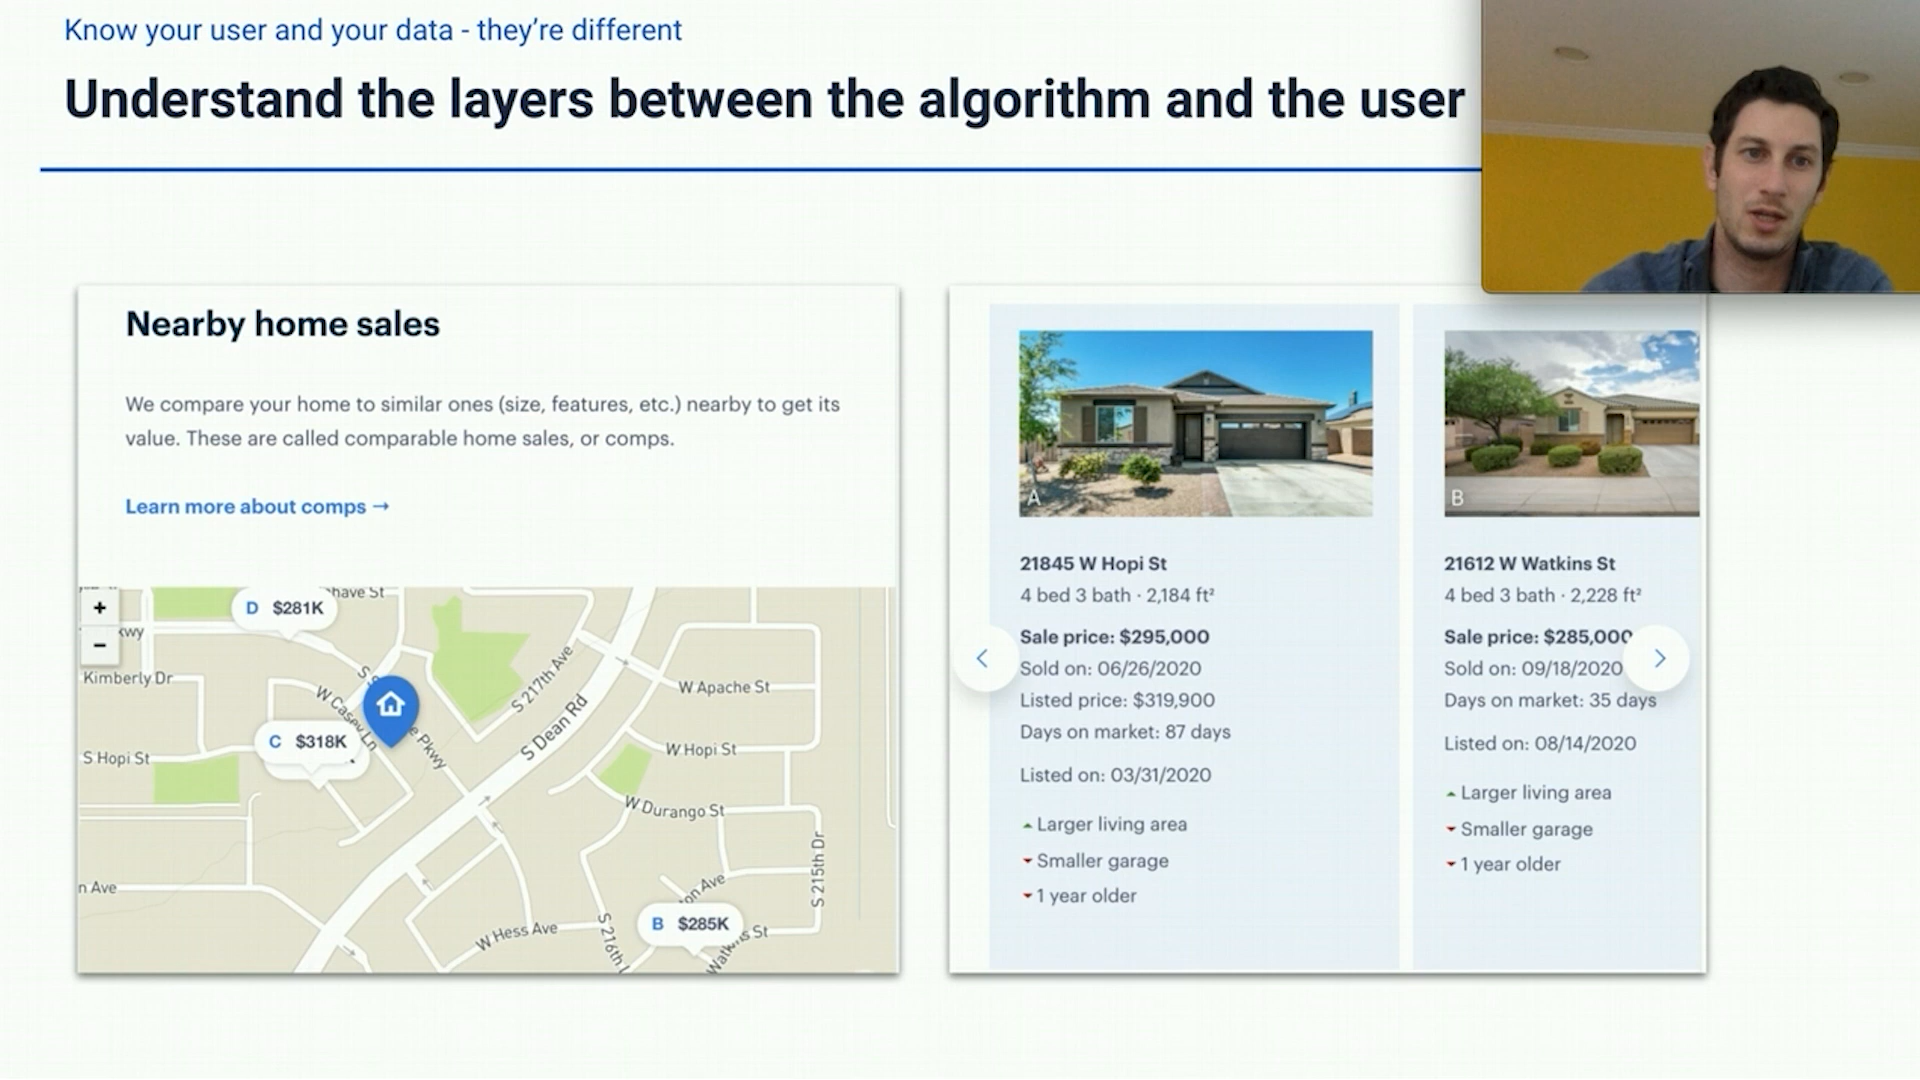 Know your user and your data - they're different
Understand the layers between the algorithm and the user
Nearby home sales
We compare your home to similar ones (size, features, etc.) nearby to get its
value. These are called comparable home sales, or comps.
Learn more about comps →
+
−
D $281K
Kimberly Dr
W Casey Ln
C $318K
S Hopi St
S 217th Ave
S Dean Rd
W Apache St
W Hopi St
W Durango St
S 215th Dr
W Hess Ave
B $285K
A
21845 W Hopi St
4 bed 3 bath · 2,184 ft²
Sale price: $295,000
Sold on: 06/26/2020
Listed price: $319,900
Days on market: 87 days
Listed on: 03/31/2020
Larger living area
Smaller garage
1 year older
B
21612 W Watkins St
4 bed 3 bath · 2,228 ft²
Sale price: $285,000
Sold on: 09/18/2020
Days on market: 35 days
Listed on: 08/14/2020
Larger living area
Smaller garage
1 year older